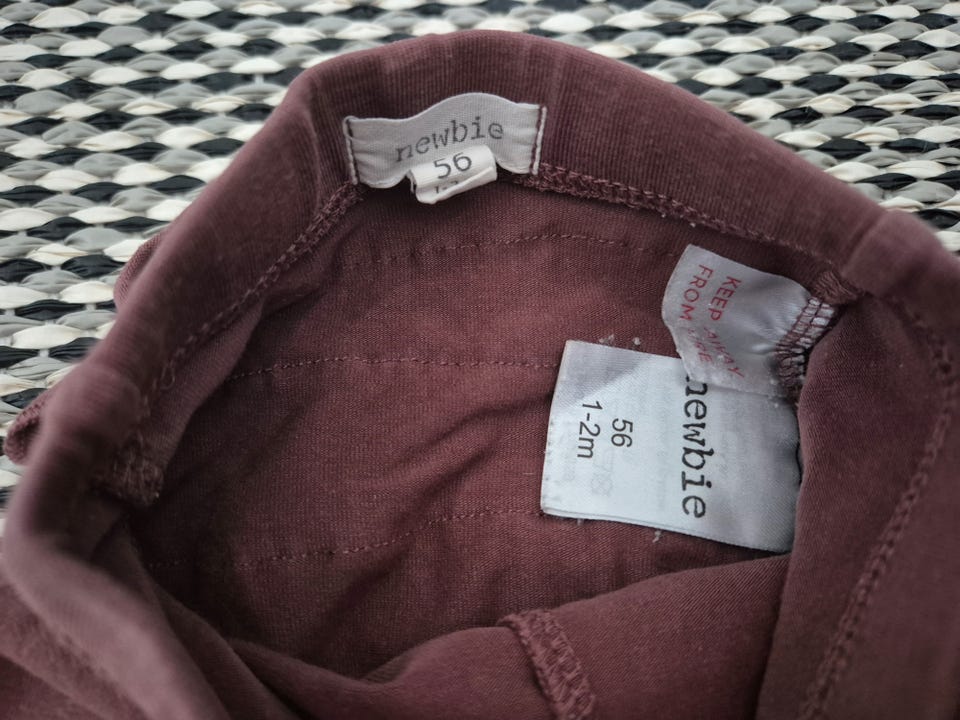 newbie
56
KEEP AWAY
FROM FIRE
newbie
56
1-2m